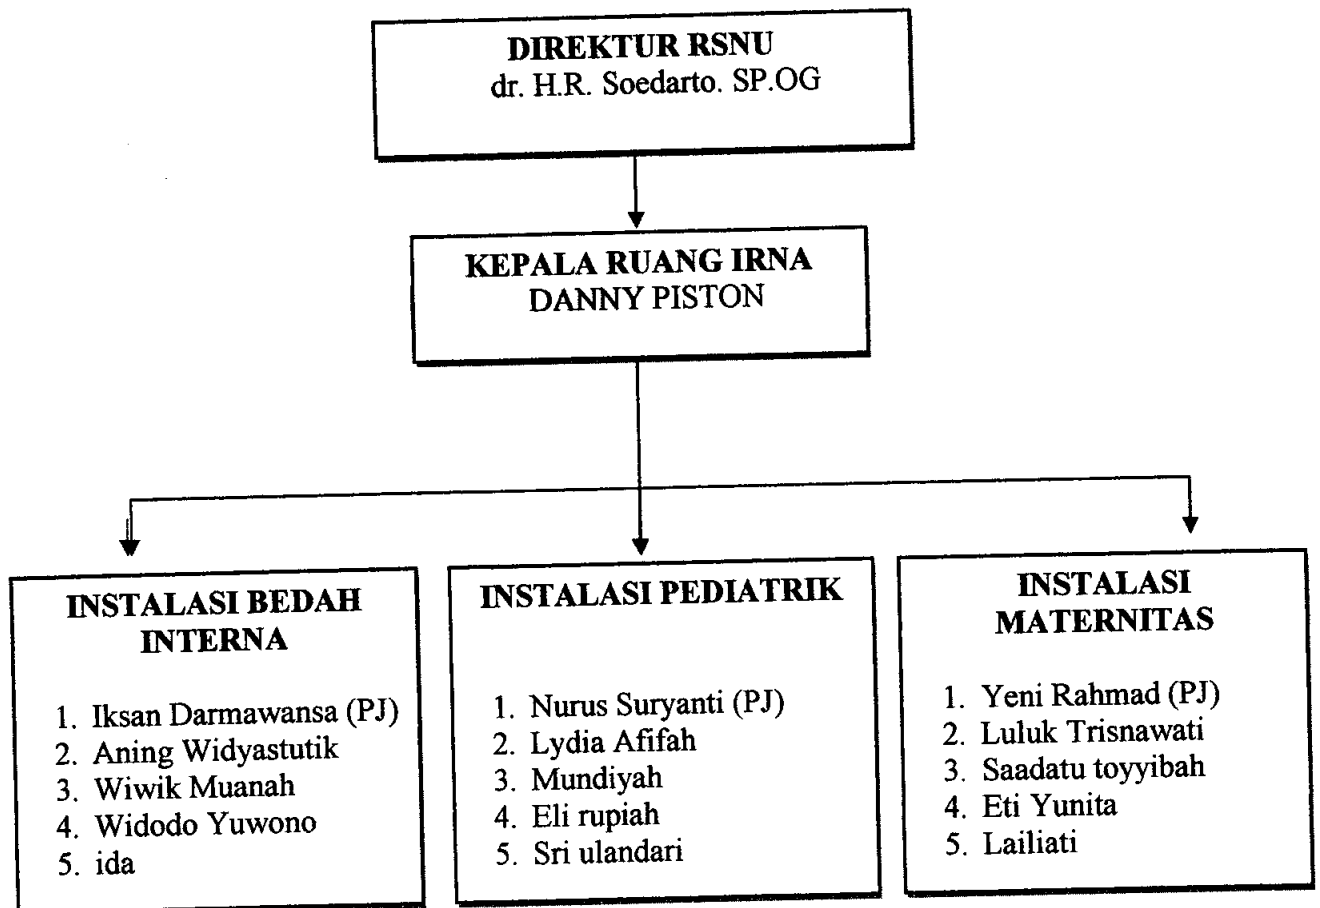 DIREKTUR RSNU
dr. H.R. Soedarto. SP.OG
KEPALA RUANG IRNA
DANNY PISTON
INSTALASI BEDAH
INTERNA
1. Iksan Darmawansa (PJ)
2. Aning Widyastutik
3. Wiwik Muanah
4. Widodo Yuwono
5. ida
INSTALASI PEDIATRIK
1. Nurus Suryanti (PJ)
2. Lydia Afifah
3. Mundiyah
4. Eli rupiah
5. Sri ulandari
INSTALASI
MATERNITAS
1. Yeni Rahmad (PJ)
2. Luluk Trisnawati
3. Saadatu toyyibah
4. Eti Yunita
5. Lailiati